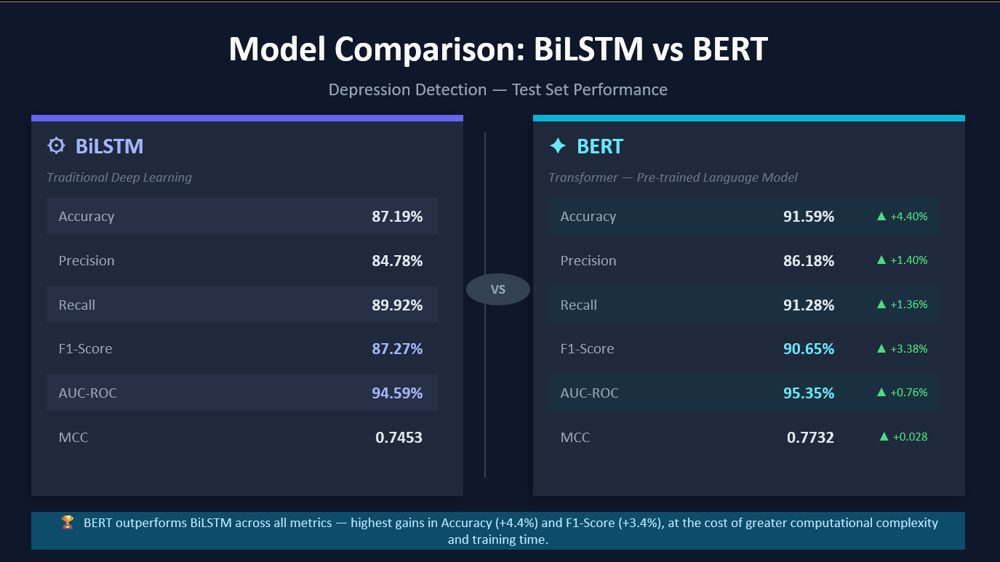 Model Comparison: BiLSTM vs BERT
Depression Detection — Test Set Performance
⚙ BiLSTM
Traditional Deep Learning
Accuracy 87.19%
Precision 84.78%
Recall 89.92%
F1-Score 87.27%
AUC-ROC 94.59%
MCC 0.7453
VS
✦ BERT
Transformer — Pre-trained Language Model
Accuracy 91.59% ▲ +4.40%
Precision 86.18% ▲ +1.40%
Recall 91.28% ▲ +1.36%
F1-Score 90.65% ▲ +3.38%
AUC-ROC 95.35% ▲ +0.76%
MCC 0.7732 ▲ +0.028
🏆 BERT outperforms BiLSTM across all metrics — highest gains in Accuracy (+4.4%) and F1-Score (+3.4%), at the cost of greater computational complexity
and training time.